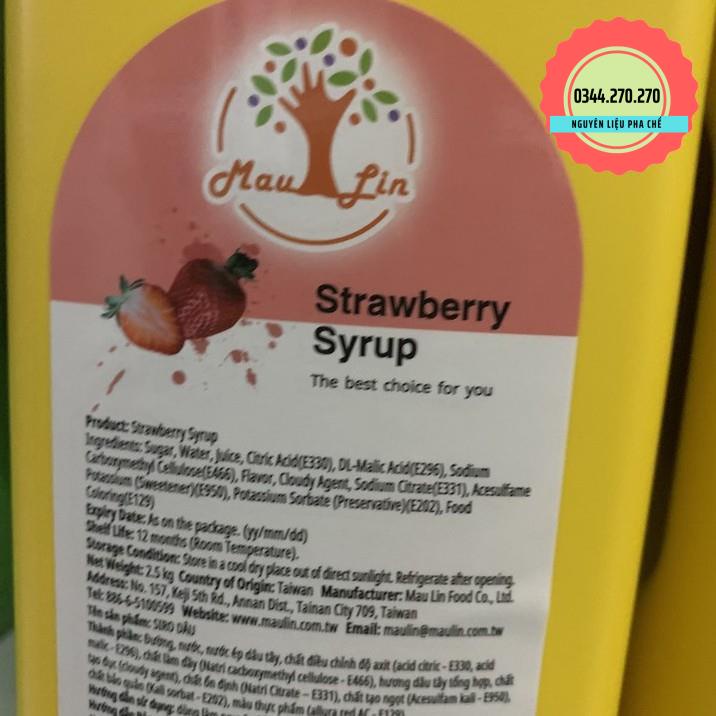 0344.270.270
NGUYÊN LIỆU PHA CHẾ
Mau Lin
Strawberry
Syrup
The best choice for you
Product: Strawberry Syrup
Ingredients: Sugar, Water, Juice, Citric Acid(E330), DL-Malic Acid(E296), Sodium
Carboxymethyl Cellulose(E466), Flavor, Cloudy Agent, Sodium Citrate(E331), Acesulfame
Potassium (Sweetener)(E950), Potassium Sorbate (Preservative)(E202), Food
Coloring(E129)
Expiry Date: As on the package. (yy/mm/dd)
Shelf Life: 12 months (Room Temperature).
Storage Condition: Store in a cool dry place out of direct sunlight. Refrigerate after opening.
Net Weight: 2.5 kg Country of Origin: Taiwan Manufacturer: Mau Lin Food Co., Ltd.
Address: No. 157, Keji 5th Rd., Annan Dist., Tainan City 709, Taiwan
Tel: 886-6-5100599 Website: www.maulin.com.tw Email: maulin@maulin.com.tw
Tên sản phẩm: SIRO DÂU
Thành phần: Đường, nước, nước ép dâu tây, chất điều chỉnh độ axit (acid citric - E330, acid
malic - E296), chất làm dày (Natri cacboxymethyl cellulose - E466), hương dâu tây tổng hợp, chất
tạo đục (cloudy agent), chất ổn định (Natri Citrate – E331), chất tạo ngọt (Acesulfam kali - E950),
chất bảo quản (Kali sorbat - E202), màu thực phẩm (allura red AC - E129)
Hướng dẫn sử dụng: dùng làm